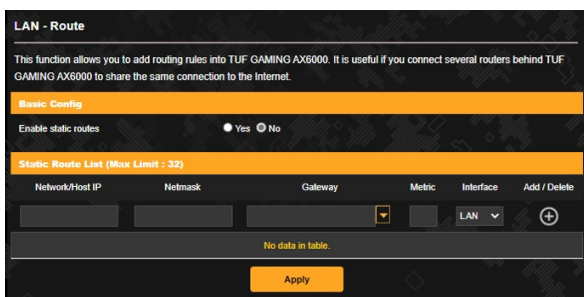 LAN - Route
This function allows you to add routing rules into TUF GAMING AX6000. It is useful if you connect several routers behind TUF
GAMING AX6000 to share the same connection to the Internet.
Basic Config
Enable static routes Yes No
Static Route List (Max Limit : 32)
Network/Host IP Netmask Gateway Metric Interface Add / Delete
LAN
No data in table.
Apply